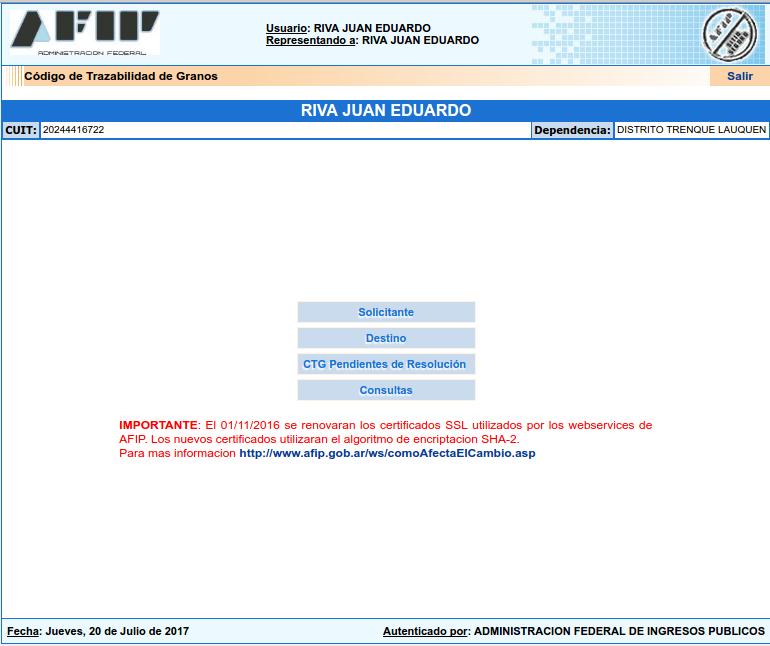 AFIP
ADMINISTRACION FEDERAL
Usuario: RIVA JUAN EDUARDO
Representando a: RIVA JUAN EDUARDO
AFIP
SITIO
SEGURO
Código de Trazabilidad de Granos
Salir
RIVA JUAN EDUARDO
CUIT: 20244416722 Dependencia: DISTRITO TRENQUE LAUQUEN
Solicitante
Destino
CTG Pendientes de Resolución
Consultas
IMPORTANTE: El 01/11/2016 se renovaran los certificados SSL utilizados por los webservices de
AFIP. Los nuevos certificados utilizaran el algoritmo de encriptacion SHA-2.
Para mas informacion http://www.afip.gob.ar/ws/comoAfectaElCambio.asp
Fecha: Jueves, 20 de Julio de 2017
Autenticado por: ADMINISTRACION FEDERAL DE INGRESOS PUBLICOS